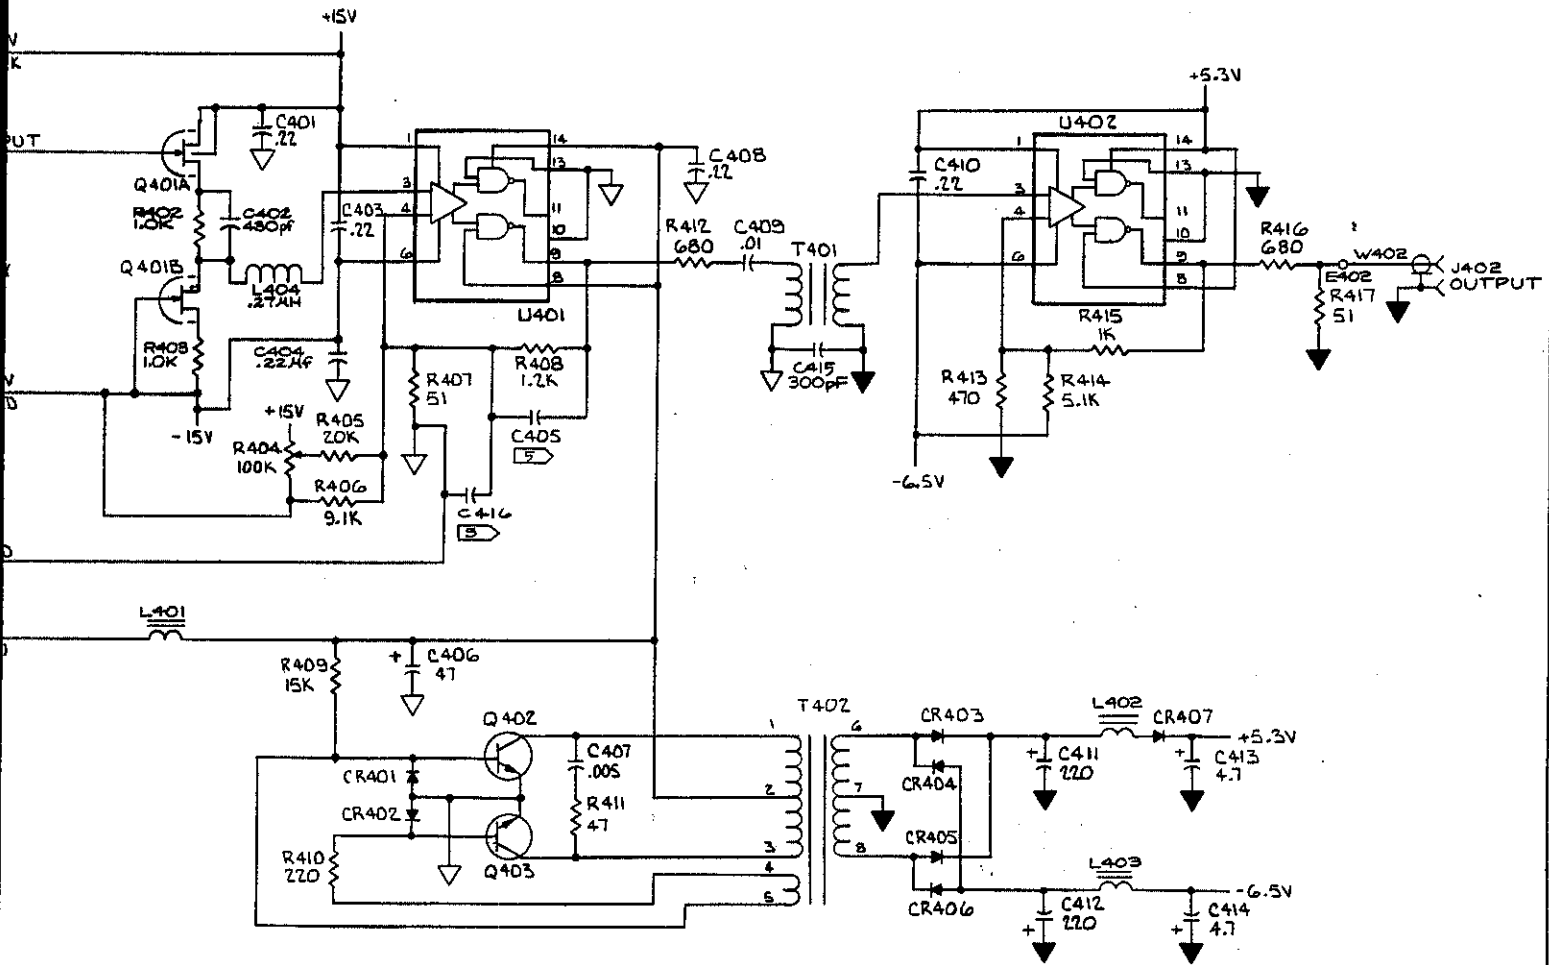 +15V
V
K
PUT
C401
.22
Q401A
R402
1.0K
C402
480pf
Q401B
L404
.27µH
R403
1.0K
-15V
C403
.22
C404
.22µf
+15V
R404
100K
R405
20K
R406
9.1K
1
3
4
6
14
13
11
10
9
8
U401
R407
51
R408
1.2K
C405
5
C416
5
C408
.22
R412
680
C409
.01
T401
C415
300pF
+5.3V
U402
C410
.22
1
3
4
6
14
13
11
10
9
8
R415
1K
R413
470
R414
5.1K
-6.5V
R416
680
W402
E402
R417
51
J402
OUTPUT
L401
R409
15K
+
C406
47
Q402
CR401
CR402
R410
220
Q403
C407
.005
R411
47
T402
1
2
3
4
5
6
7
8
CR403
CR404
CR405
CR406
+
C411
220
L402
CR407
+
C413
4.7
+5.3V
L403
C412
220
+
C414
4.7
+
-6.5V